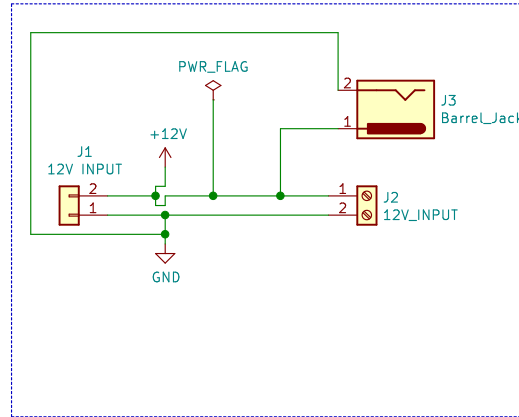 PWR_FLAG
2
J3
Barrel_Jack
1
+12V
J1
12V INPUT
2
1
1
2
J2
12V_INPUT
GND